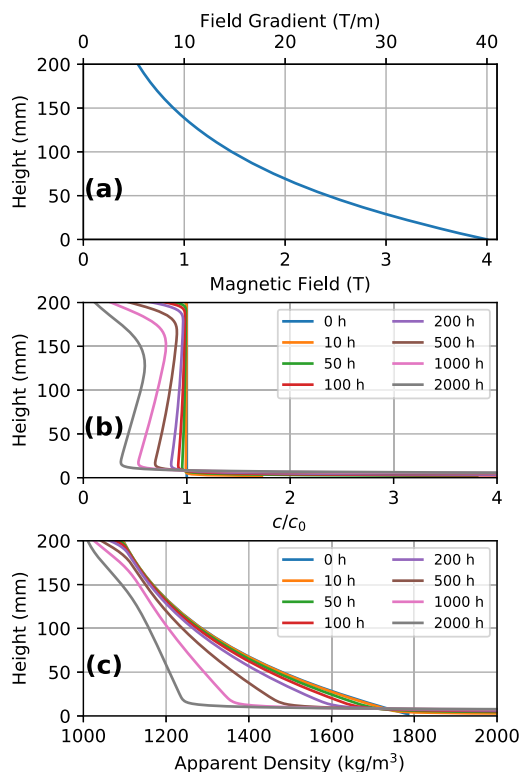 Field Gradient (T/m)
0 10 20 30 40
200
150
100
50
0
Height (mm)
(a)
0 1 2 3 4
Magnetic Field (T)
200
150
100
50
0
Height (mm)
(b)
0 h 200 h
10 h 500 h
50 h 1000 h
100 h 2000 h
0 1 2 3 4
c/c₀
200
150
100
50
0
Height (mm)
(c)
0 h 200 h
10 h 500 h
50 h 1000 h
100 h 2000 h
1000 1200 1400 1600 1800 2000
Apparent Density (kg/m³)